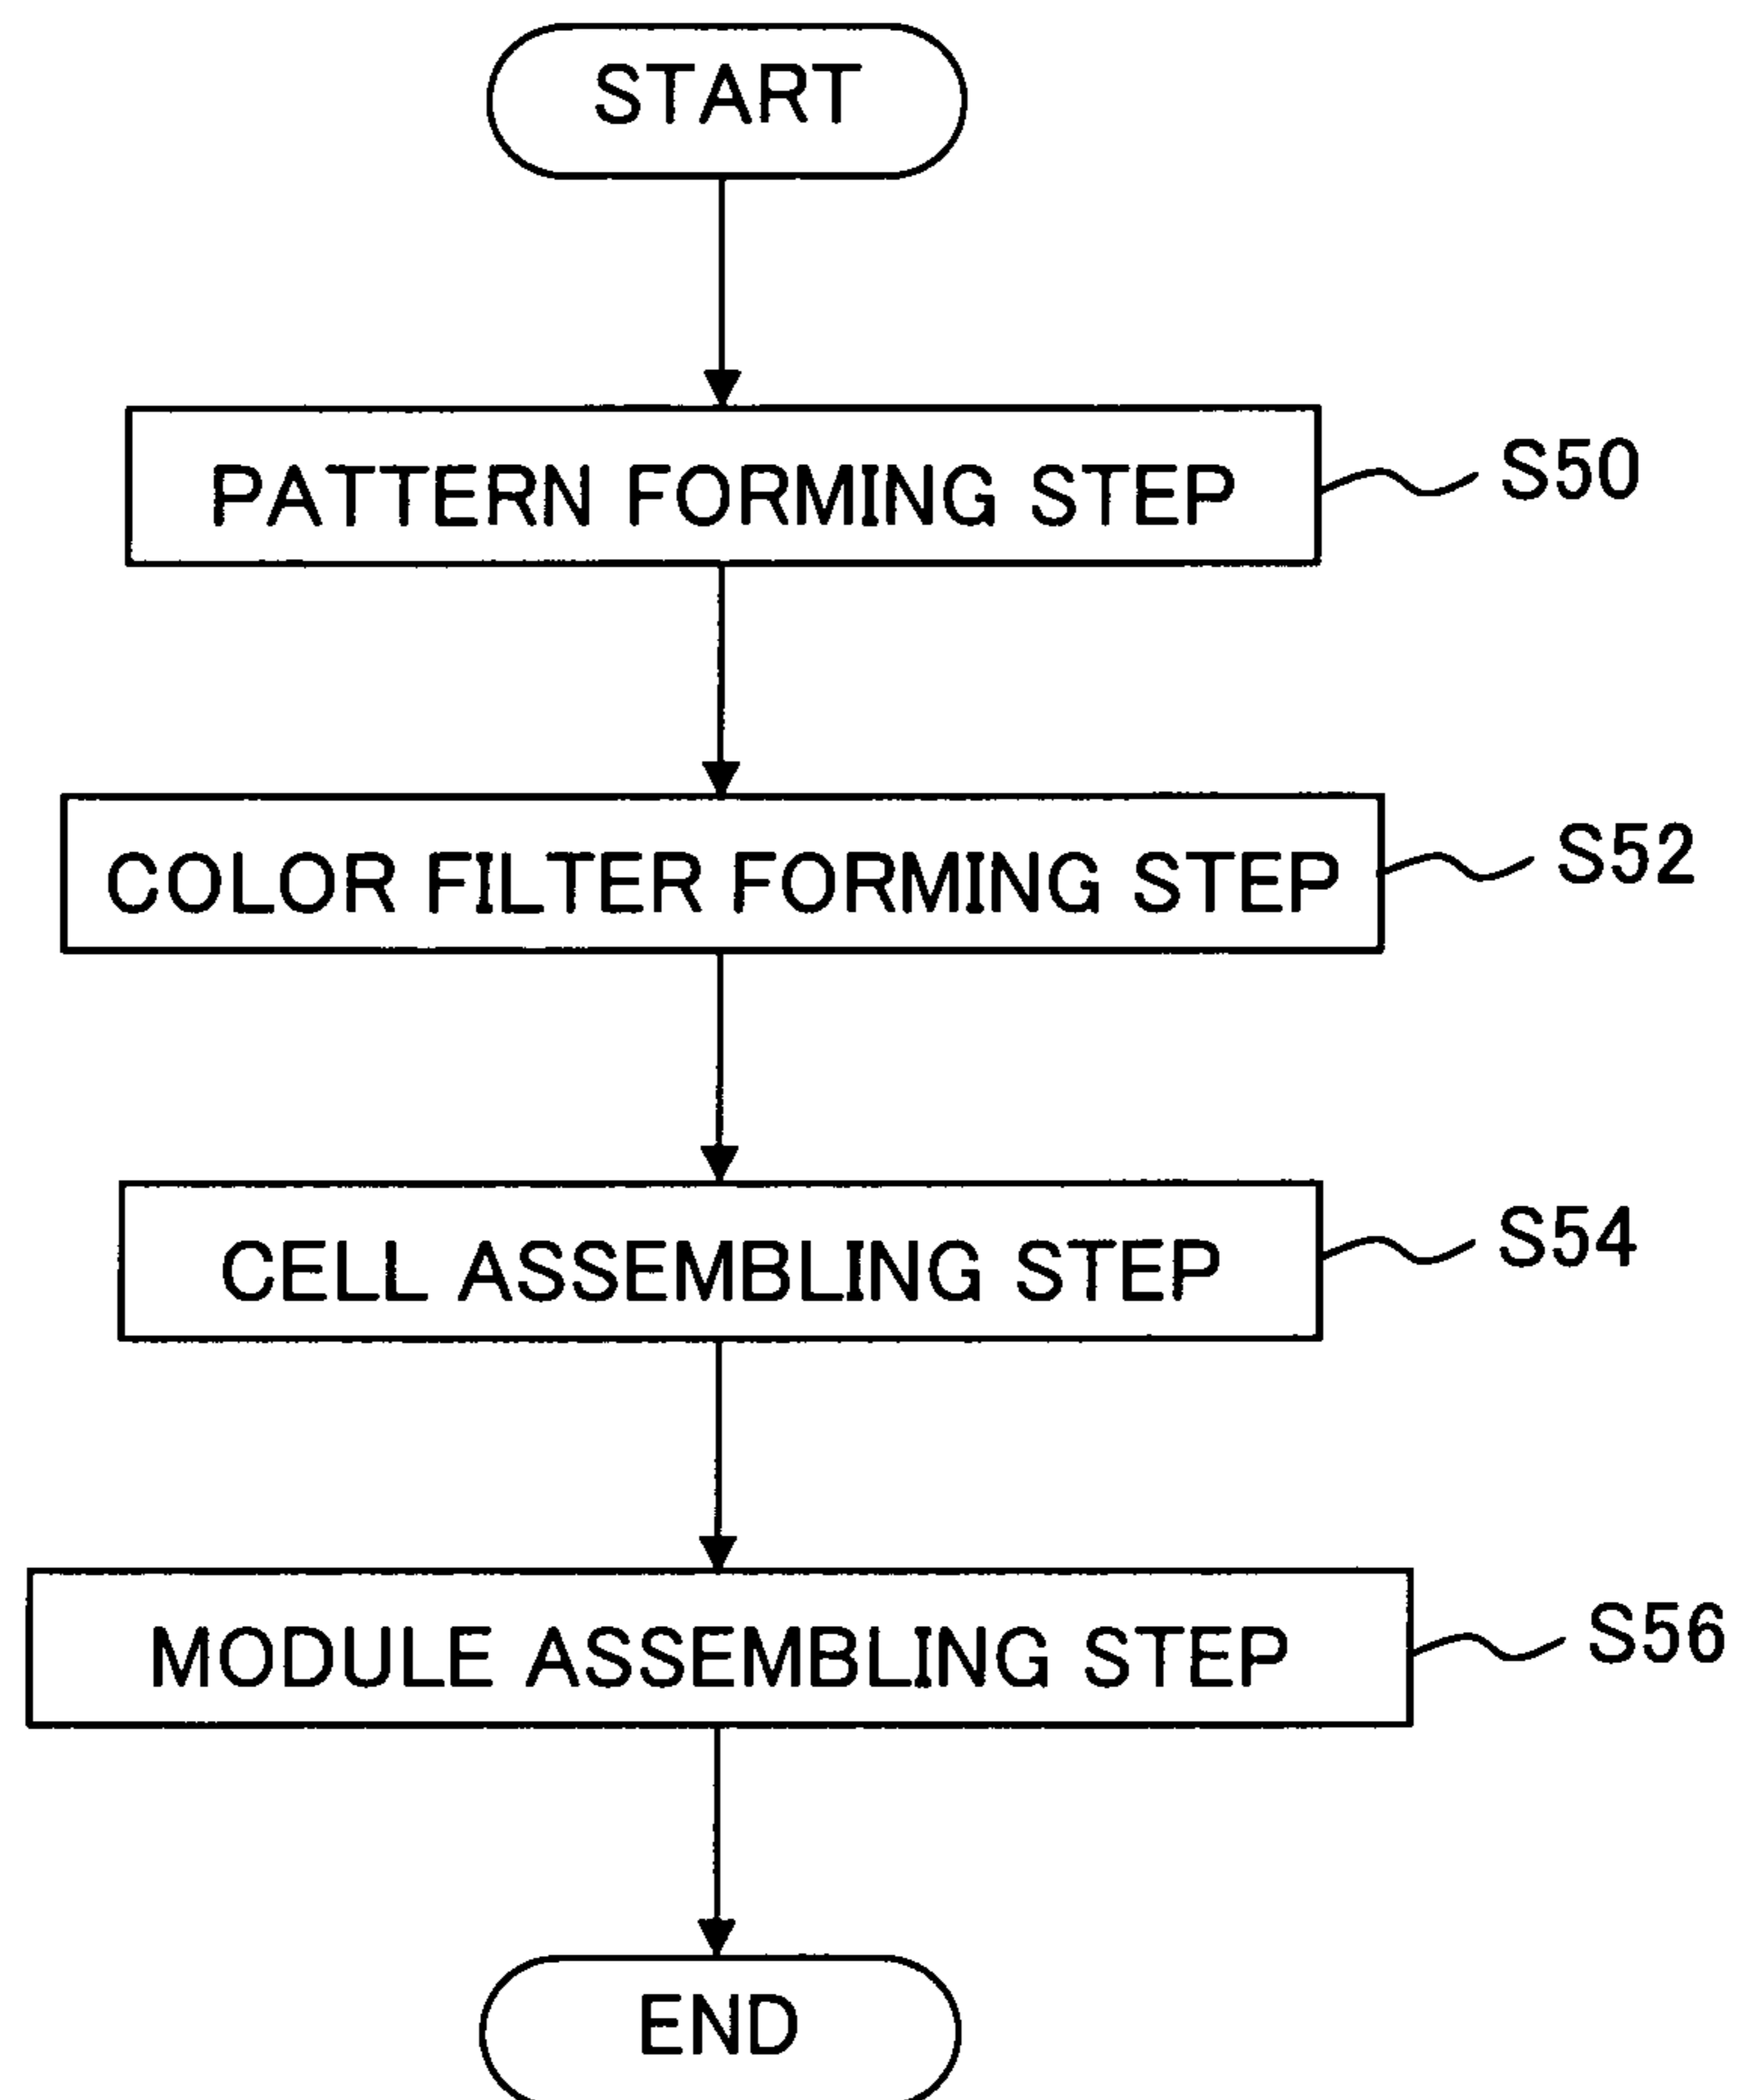 START
PATTERN FORMING STEP
S50
COLOR FILTER FORMING STEP
S52
CELL ASSEMBLING STEP
S54
MODULE ASSEMBLING STEP
S56
END